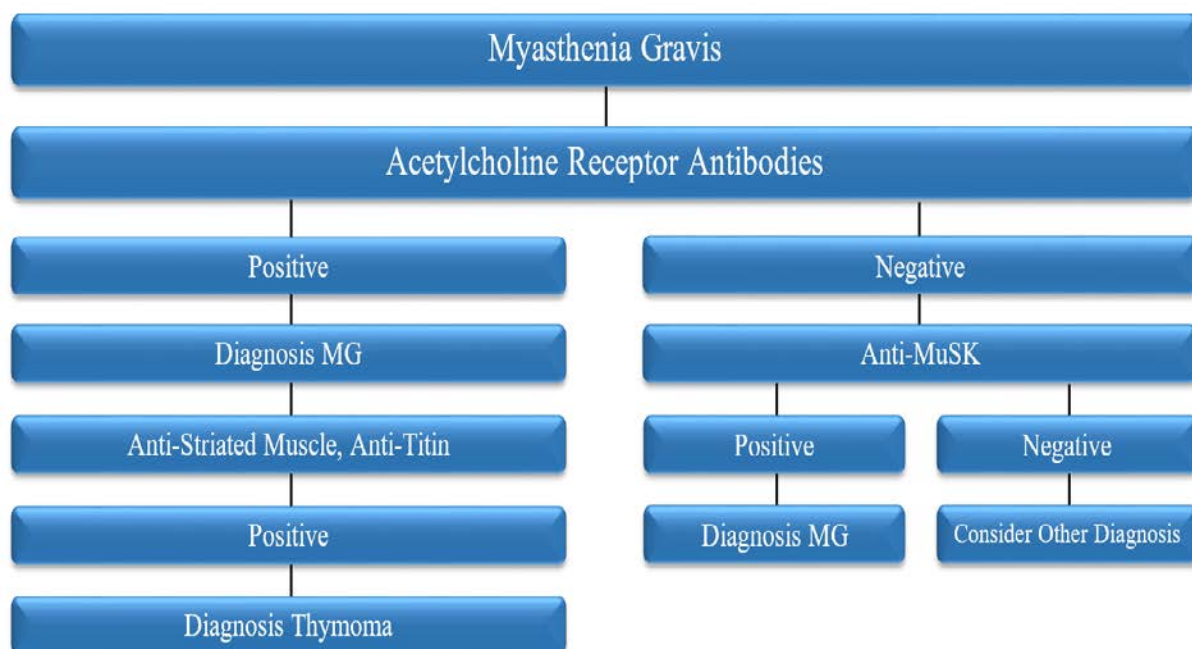 Myasthenia Gravis
Acetylcholine Receptor Antibodies
Positive
Negative
Diagnosis MG
Anti-MuSK
Anti-Striated Muscle, Anti-Titin
Positive
Negative
Positive
Diagnosis MG
Consider Other Diagnosis
Diagnosis Thymoma